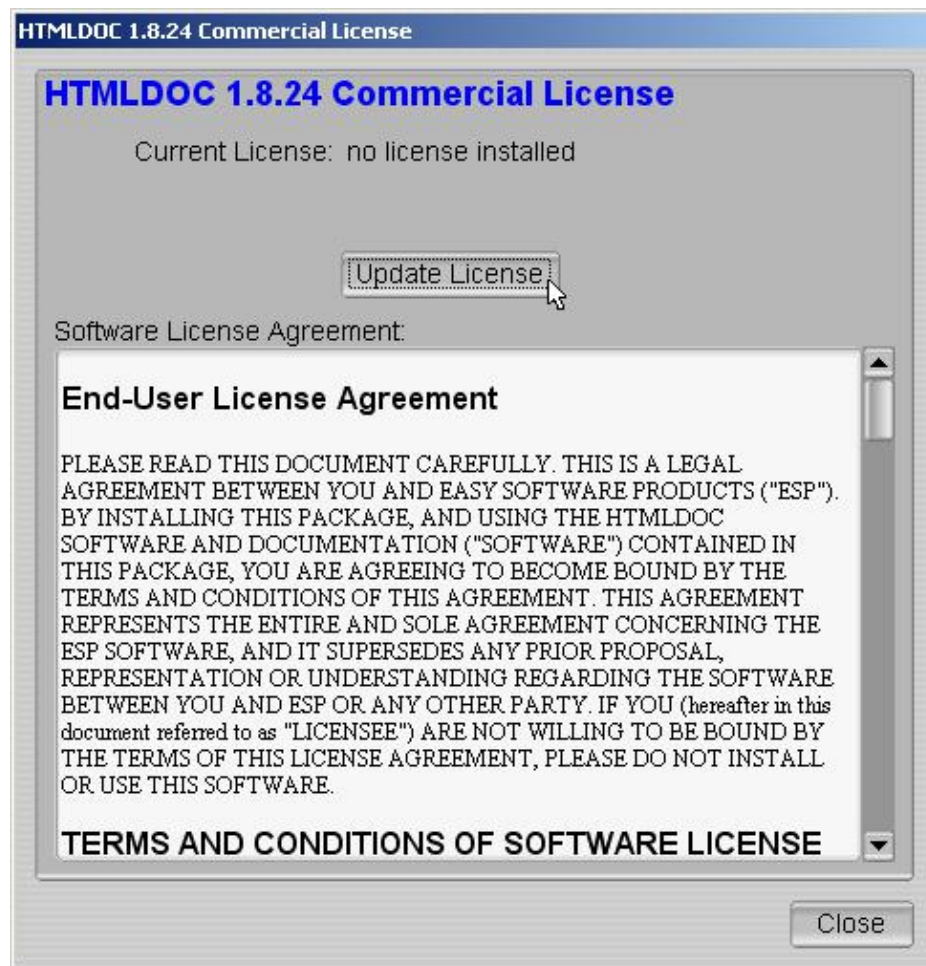 HTMLDOC 1.8.24 Commercial License
HTMLDOC 1.8.24 Commercial License
Current License: no license installed
Update License
Software License Agreement:
End-User License Agreement
PLEASE READ THIS DOCUMENT CAREFULLY. THIS IS A LEGAL
AGREEMENT BETWEEN YOU AND EASY SOFTWARE PRODUCTS ("ESP").
BY INSTALLING THIS PACKAGE, AND USING THE HTMLDOC
SOFTWARE AND DOCUMENTATION ("SOFTWARE") CONTAINED IN
THIS PACKAGE, YOU ARE AGREEING TO BECOME BOUND BY THE
TERMS AND CONDITIONS OF THIS AGREEMENT. THIS AGREEMENT
REPRESENTS THE ENTIRE AND SOLE AGREEMENT CONCERNING THE
ESP SOFTWARE, AND IT SUPERSEDES ANY PRIOR PROPOSAL,
REPRESENTATION OR UNDERSTANDING REGARDING THE SOFTWARE
BETWEEN YOU AND ESP OR ANY OTHER PARTY. IF YOU (hereafter in this
document referred to as "LICENSEE") ARE NOT WILLING TO BE BOUND BY
THE TERMS OF THIS LICENSE AGREEMENT, PLEASE DO NOT INSTALL
OR USE THIS SOFTWARE.
TERMS AND CONDITIONS OF SOFTWARE LICENSE
Close